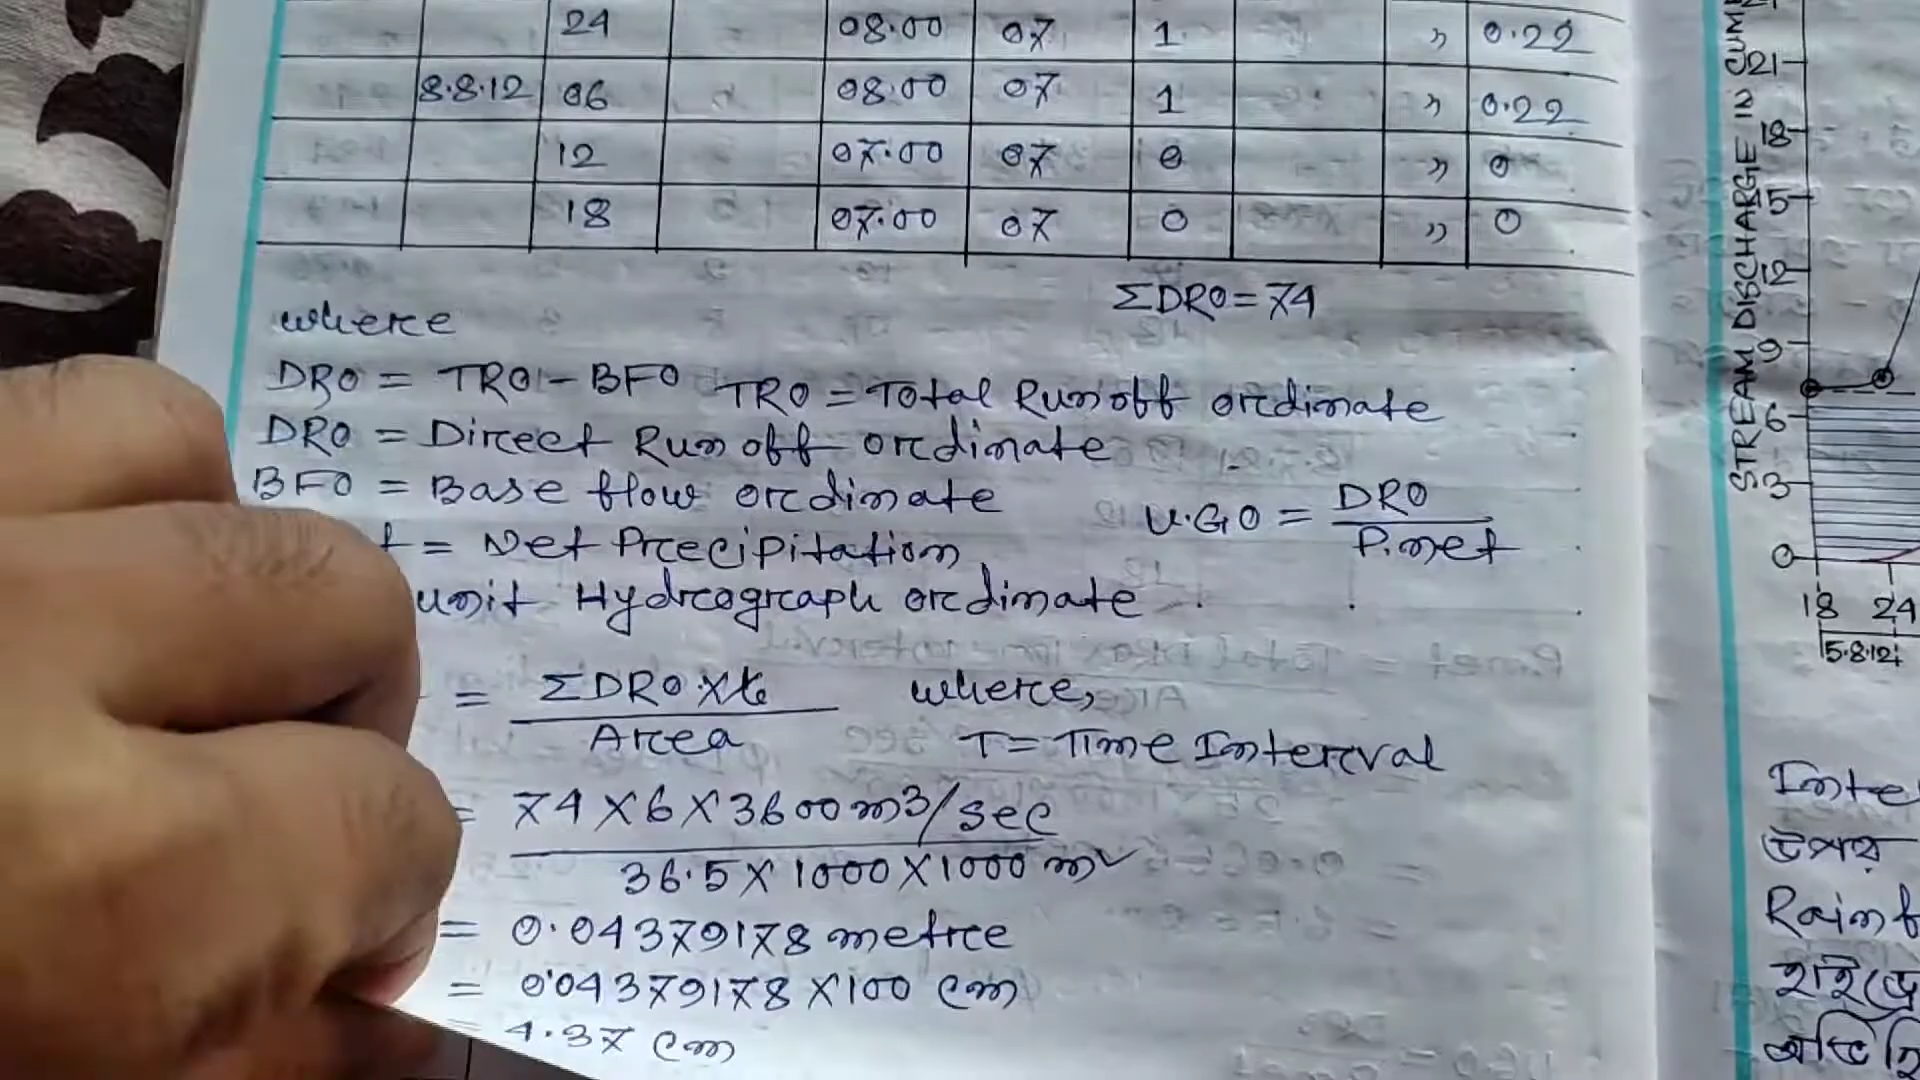 24 08.00 07 1 " 0.22
8.8.12 06 " 08.00 07 1 " 0.22
12 07.00 07 0 " 0
18 07.00 07 0 " 0
ΣDRO = 74
where
DRO = TRO - BFO TRO = Total Runoff ordinate
DRO = Direct Run off ordinate
BFO = Base flow ordinate
U.G.O = DRO / P.net
t = Net Precipitation
unit Hydrograph ordinate
= ΣDRO × t
Area
where,
T = Time Interval
= 74 × 6 × 3600 m3/sec
36.5 × 1000 × 1000 m2
= 0.04379178 metre
= 0.04379178 × 100 cm
= 4.37 cm
STREAM DISCHARGE IN CUM
21
18
15
12
9
6
3
0
18 24
5.8.12
Inte
উপর
Rainf